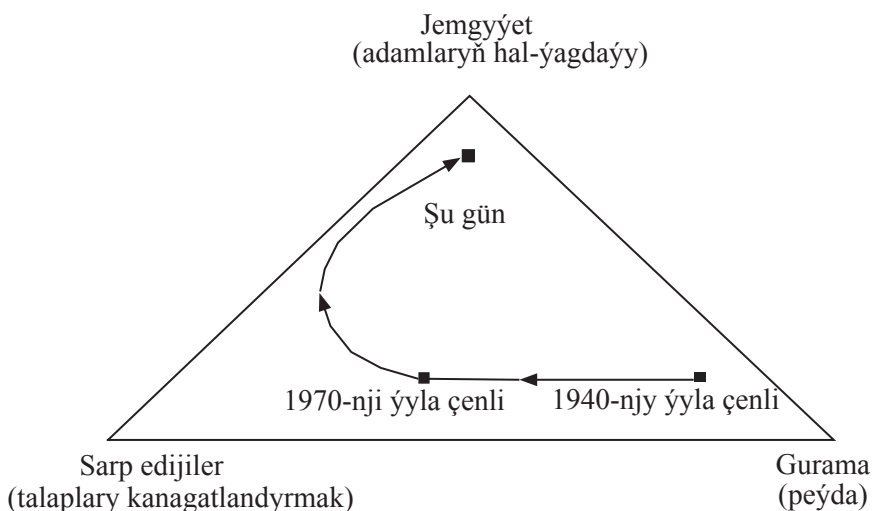 Jemgyýet
(adamlaryň hal-ýagdaýy)
Şu gün
1970-nji ýyla çenli
1940-njy ýyla çenli
Sarp edijiler
(talaplary kanagatlandyrmak)
Gurama
(peýda)